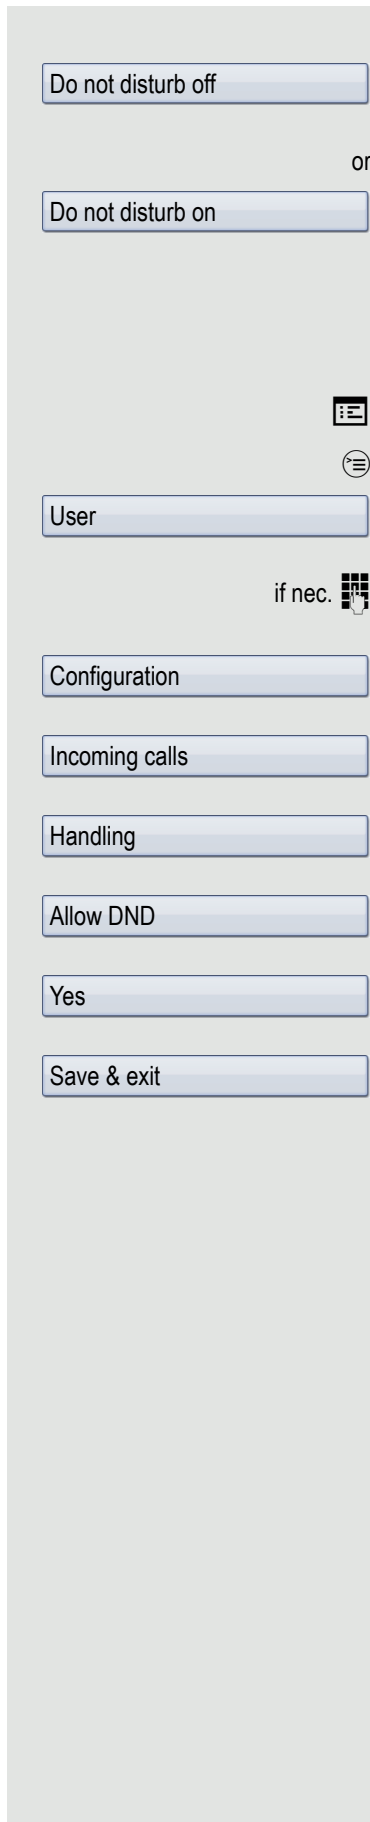 Do not disturb off
or
Do not disturb on
User
if nec.
Configuration
Incoming calls
Handling
Allow DND
Yes
Save & exit